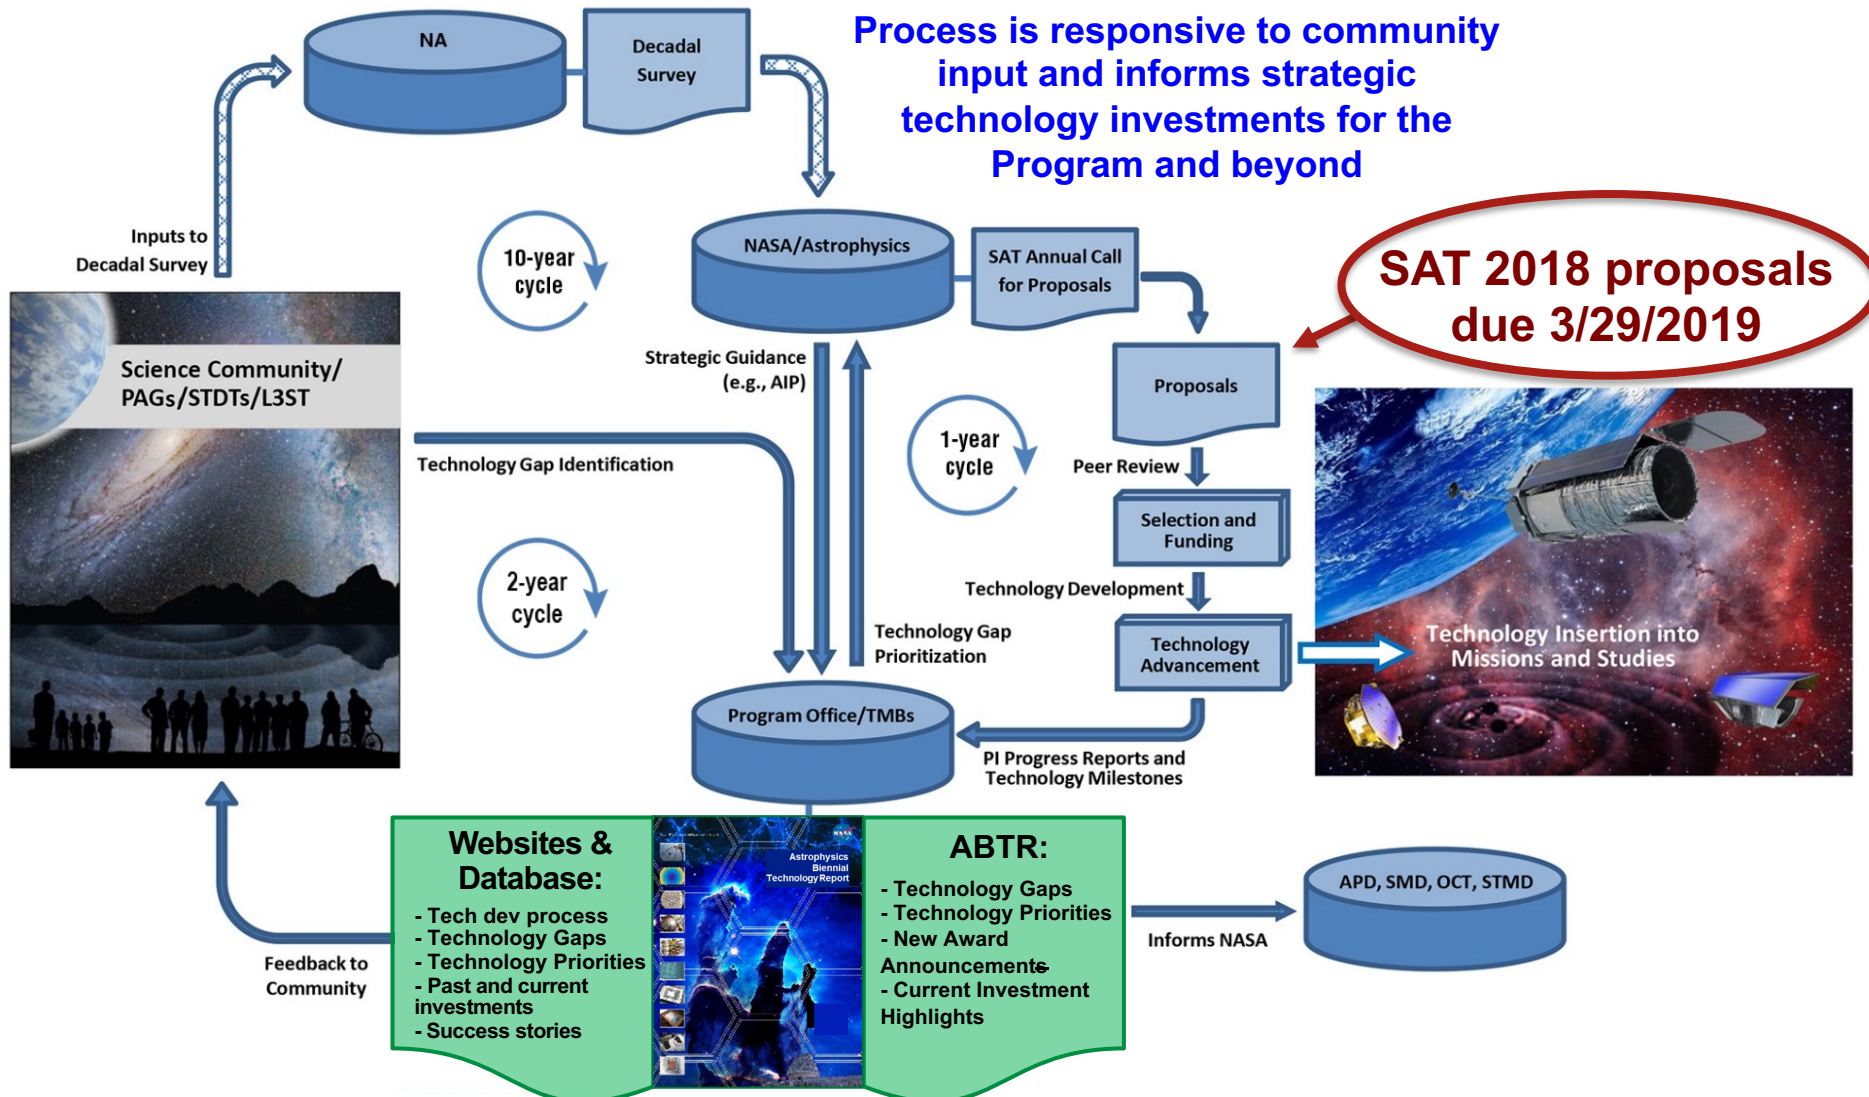 NA
Decadal
Survey
Process is responsive to community
input and informs strategic
technology investments for the
Program and beyond
Inputs to
Decadal Survey
10-year
cycle
NASA/Astrophysics
SAT Annual Call
for Proposals
SAT 2018 proposals
due 3/29/2019
Science Community/
PAGs/STDTs/L3ST
Strategic Guidance
(e.g., AIP)
Proposals
Technology Gap Identification
1-year
cycle
Peer Review
Selection and
Funding
2-year
cycle
Technology Development
Technology Gap
Prioritization
Technology
Advancement
Technology Insertion into
Missions and Studies
Program Office/TMBs
PI Progress Reports and
Technology Milestones
Websites &
Database:
- Tech dev process
- Technology Gaps
- Technology Priorities
- Past and current
investments
- Success stories
NASA
Astrophysics
Biennial
Technology Report
ABTR:
- Technology Gaps
- Technology Priorities
- New Award
Announcements
- Current Investment
Highlights
Feedback to
Community
Informs NASA
APD, SMD, OCT, STMD